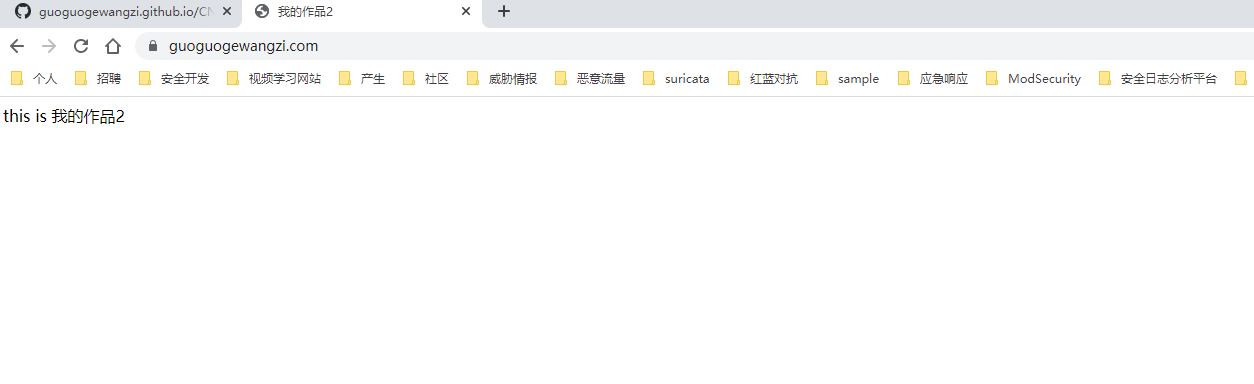 guoguogewangzi.github.io/CN 我的作品2
guoguogewangzi.com
个人 招聘 安全开发 视频学习网站 产生 社区 威胁情报 恶意流量 suricata 红蓝对抗 sample 应急响应 ModSecurity 安全日志分析平台
this is 我的作品2